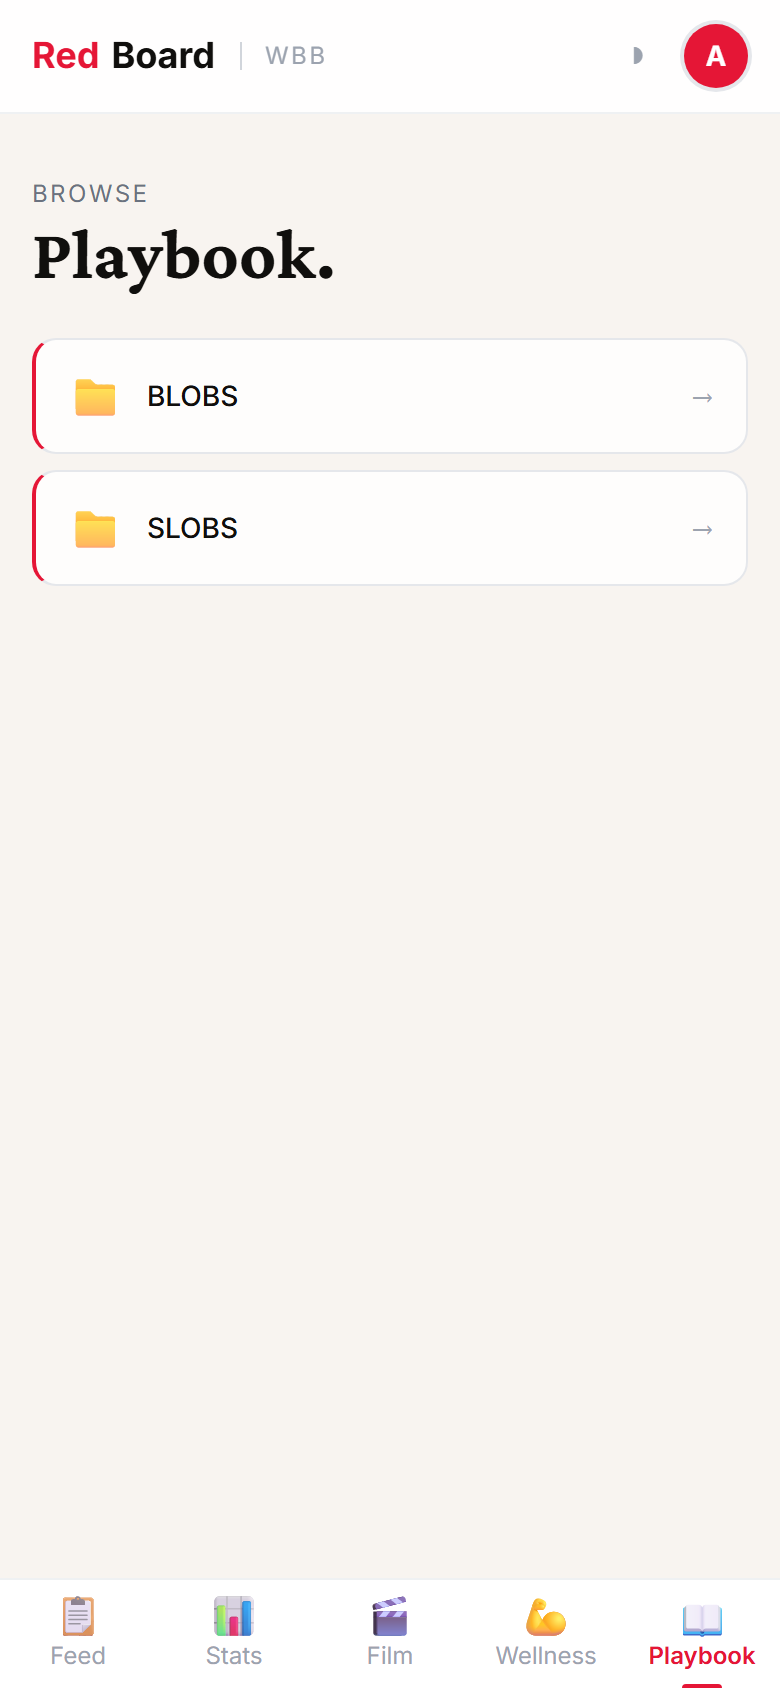 Red Board | WBB
A
BROWSE
Playbook.
BLOBS →
SLOBS →
Feed Stats Film Wellness Playbook